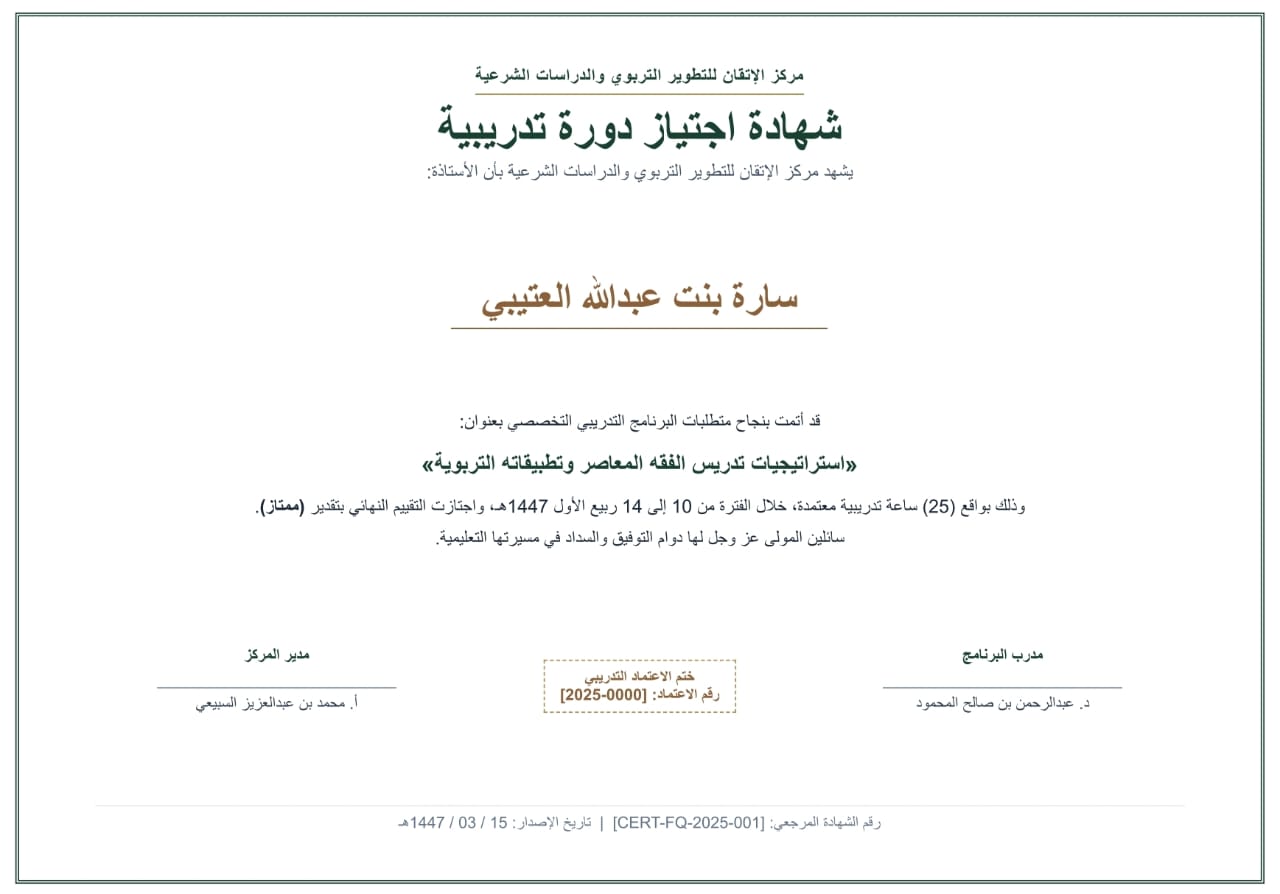 مركز الإتقان للتطوير التربوي والدراسات الشرعية
شهادة اجتياز دورة تدريبية
يشهد مركز الإتقان للتطوير التربوي والدراسات الشرعية بأن الأستاذة:
سارة بنت عبدالله العتيبي
قد أتمت بنجاح متطلبات البرنامج التدريبي التخصصي بعنوان:
«استراتيجيات تدريس الفقه المعاصر وتطبيقاته التربوية»
وذلك بواقع (25) ساعة تدريبية معتمدة، خلال الفترة من 10 إلى 14 ربيع الأول 1447هـ، واجتازت التقييم النهائي بتقدير (ممتاز).
سائلين المولى عز وجل لها دوام التوفيق والسداد في مسيرتها التعليمية.
مدرب البرنامج
د. عبدالرحمن بن صالح المحمود
ختم الاعتماد التدريبي
رقم الاعتماد: [2025-0000]
مدير المركز
أ. محمد بن عبدالعزيز السبيعي
رقم الشهادة المرجعي: [CERT-FQ-2025-001] | تاريخ الإصدار: 15 / 03 / 1447هـ